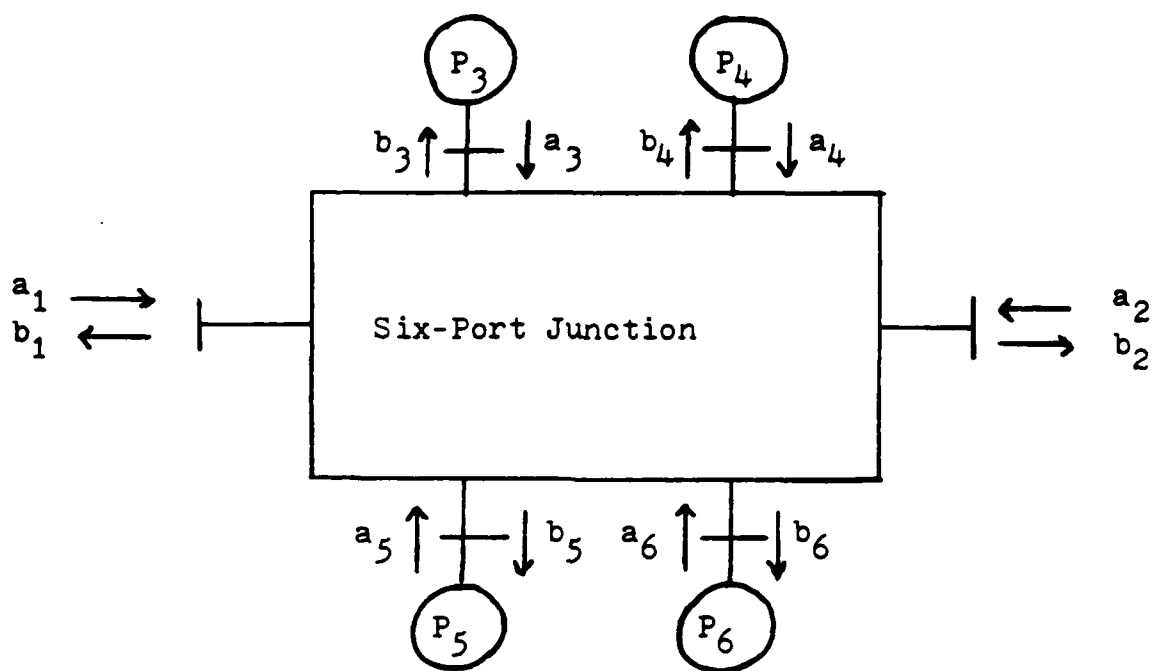 P3 P4
b3 a3 b4 a4
a1 a2
b1 Six-Port Junction b2
a5 b5 a6 b6
P5 P6